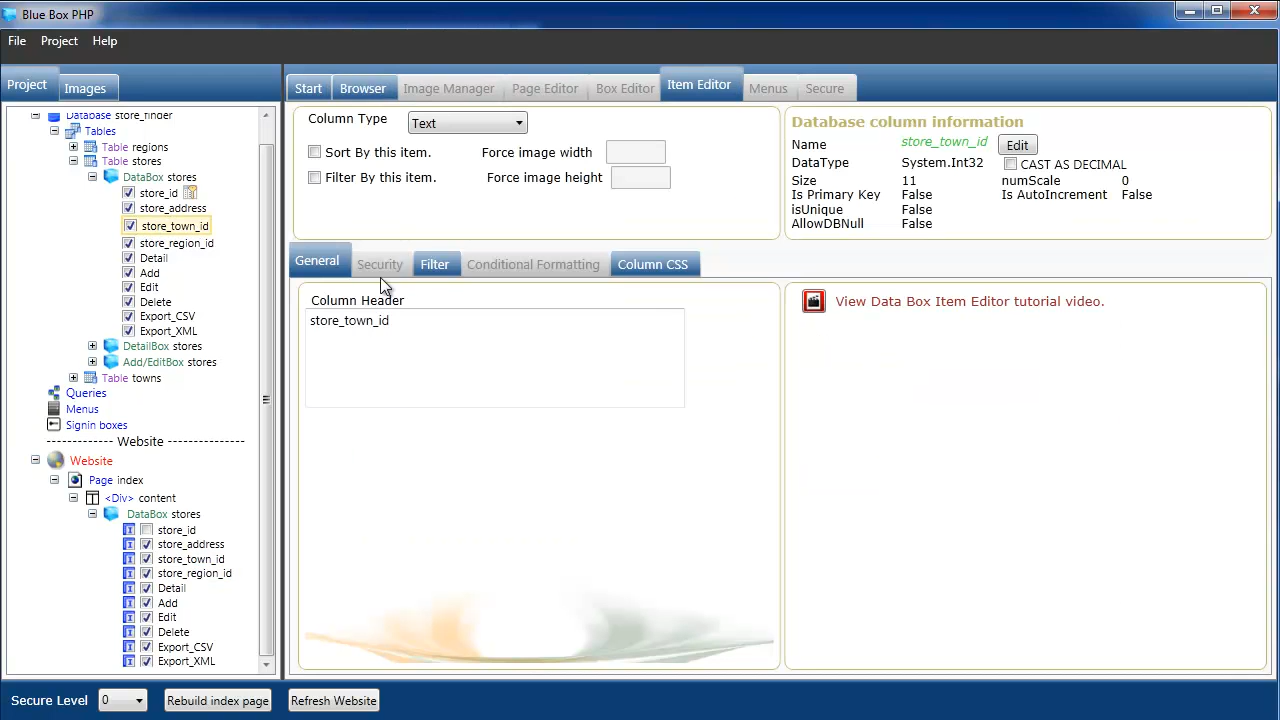 Blue Box PHP
File Project Help
Project Images
Start Browser Image Manager Page Editor Box Editor Item Editor Menus Secure
Database store_finder
Tables
Table regions
Table stores
DataBox stores
store_id
store_address
store_town_id
store_region_id
Detail
Add
Edit
Delete
Export_CSV
Export_XML
DetailBox stores
Add/EditBox stores
Table towns
Queries
Menus
Signin boxes
------------- Website ---------------
Website
Page index
<Div> content
DataBox stores
store_id
store_address
store_town_id
store_region_id
Detail
Add
Edit
Delete
Export_CSV
Export_XML
Column Type Text
Sort By this item. Force image width
Filter By this item. Force image height
Database column information
Name store_town_id Edit
DataType System.Int32 CAST AS DECIMAL
Size 11 numScale 0
Is Primary Key False Is AutoIncrement False
isUnique False
AllowDBNull False
General Security Filter Conditional Formatting Column CSS
Column Header
store_town_id
View Data Box Item Editor tutorial video.
Secure Level 0 Rebuild index page Refresh Website